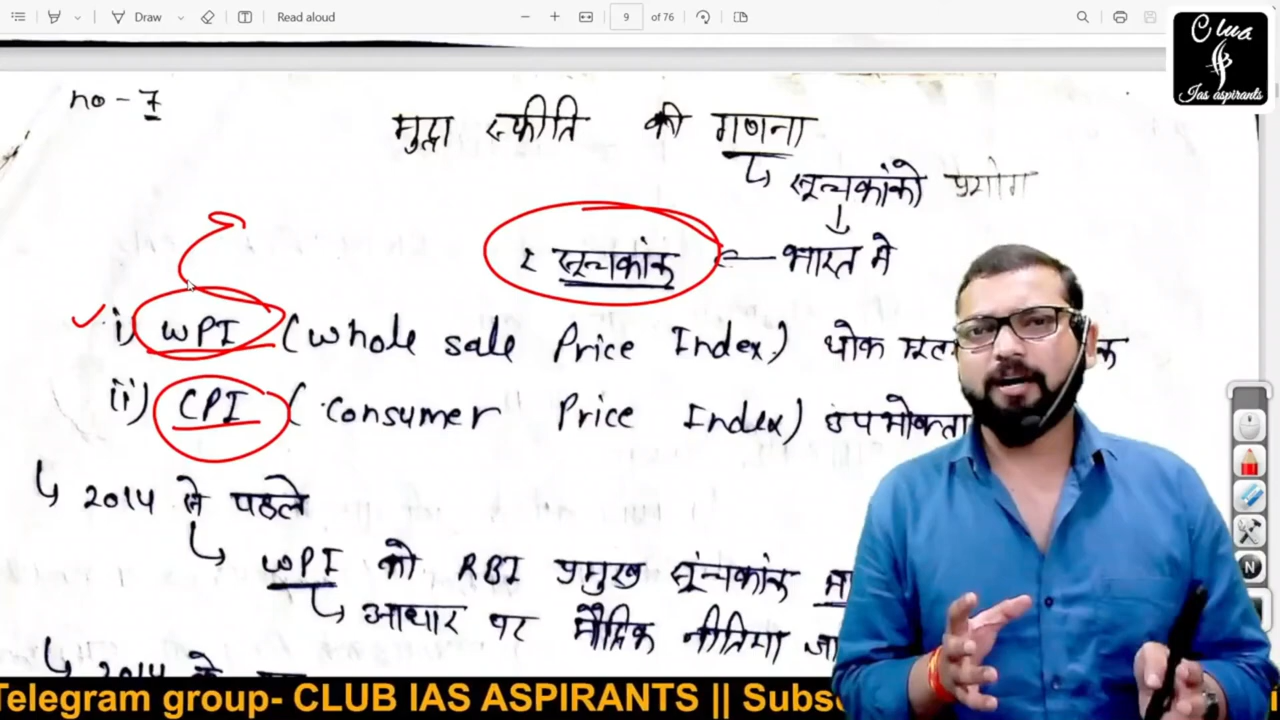 Draw
Read aloud
9 of 76
Club
Ias aspirants
no - 7
मुद्रा स्फीति की गणना
सूचकांको प्रयोग
2 सूचकांक ← भारत मे
i) WPI (Whole sale Price Index) थोक
ii) CPI (Consumer Price Index) उपभोक्ता
2014 से पहले
WPI को RBI प्रमुख सूचकांक
आधार पर मौद्रिक नीतिया
2014 के
N
Telegram group- CLUB IAS ASPIRANTS || Subs